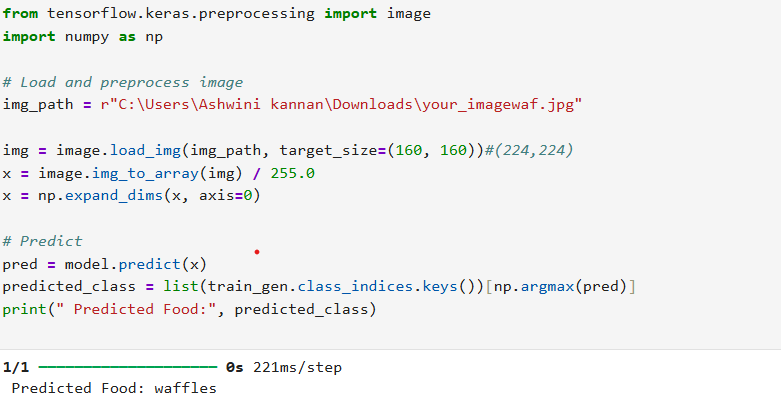 from tensorflow.keras.preprocessing import image
import numpy as np
# Load and preprocess image
img_path = r"C:\Users\Ashwini kannan\Downloads\your_imagewaf.jpg"
img = image.load_img(img_path, target_size=(160, 160))#(224,224)
x = image.img_to_array(img) / 255.0
x = np.expand_dims(x, axis=0)
# Predict
pred = model.predict(x)
predicted_class = list(train_gen.class_indices.keys())[np.argmax(pred)]
print(" Predicted Food:", predicted_class)
1/1 ━━━━━━━━━━━━━━━━━━━━ 0s 221ms/step
 Predicted Food: waffles